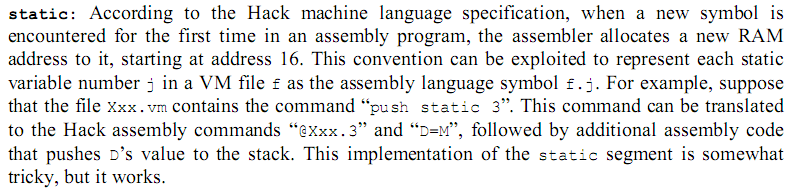 static: According to the Hack machine language specification, when a new symbol is
encountered for the first time in an assembly program, the assembler allocates a new RAM
address to it, starting at address 16. This convention can be exploited to represent each static
variable number j in a VM file f as the assembly language symbol f.j. For example, suppose
that the file Xxx.vm contains the command “push static 3”. This command can be translated
to the Hack assembly commands “@Xxx.3” and “D=M”, followed by additional assembly code
that pushes D’s value to the stack. This implementation of the static segment is somewhat
tricky, but it works.